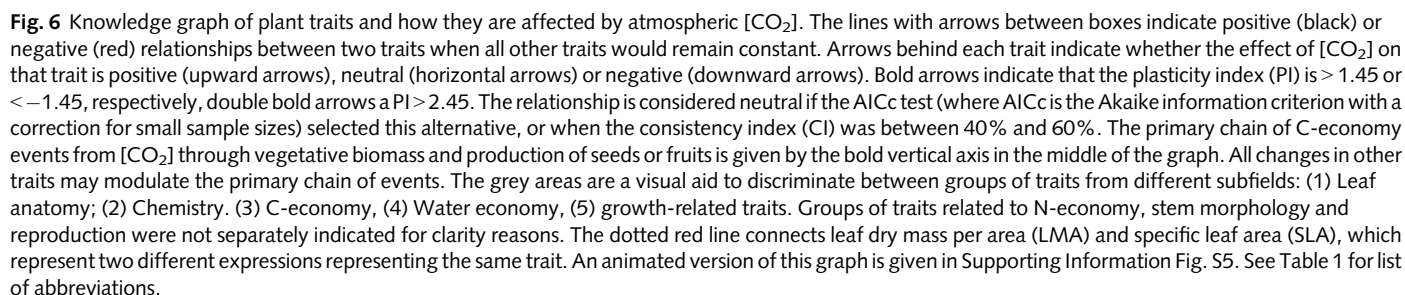 Fig. 6 Knowledge graph of plant traits and how they are affected by atmospheric [CO₂]. The lines with arrows between boxes indicate positive (black) or
negative (red) relationships between two traits when all other traits would remain constant. Arrows behind each trait indicate whether the effect of [CO₂] on
that trait is positive (upward arrows), neutral (horizontal arrows) or negative (downward arrows). Bold arrows indicate that the plasticity index (PI) is > 1.45 or
< −1.45, respectively, double bold arrows a PI > 2.45. The relationship is considered neutral if the AICc test (where AICc is the Akaike information criterion with a
correction for small sample sizes) selected this alternative, or when the consistency index (CI) was between 40% and 60%. The primary chain of C-economy
events from [CO₂] through vegetative biomass and production of seeds or fruits is given by the bold vertical axis in the middle of the graph. All changes in other
traits may modulate the primary chain of events. The grey areas are a visual aid to discriminate between groups of traits from different subfields: (1) Leaf
anatomy; (2) Chemistry. (3) C-economy, (4) Water economy, (5) growth-related traits. Groups of traits related to N-economy, stem morphology and
reproduction were not separately indicated for clarity reasons. The dotted red line connects leaf dry mass per area (LMA) and specific leaf area (SLA), which
represent two different expressions representing the same trait. An animated version of this graph is given in Supporting Information Fig. S5. See Table 1 for list
of abbreviations.